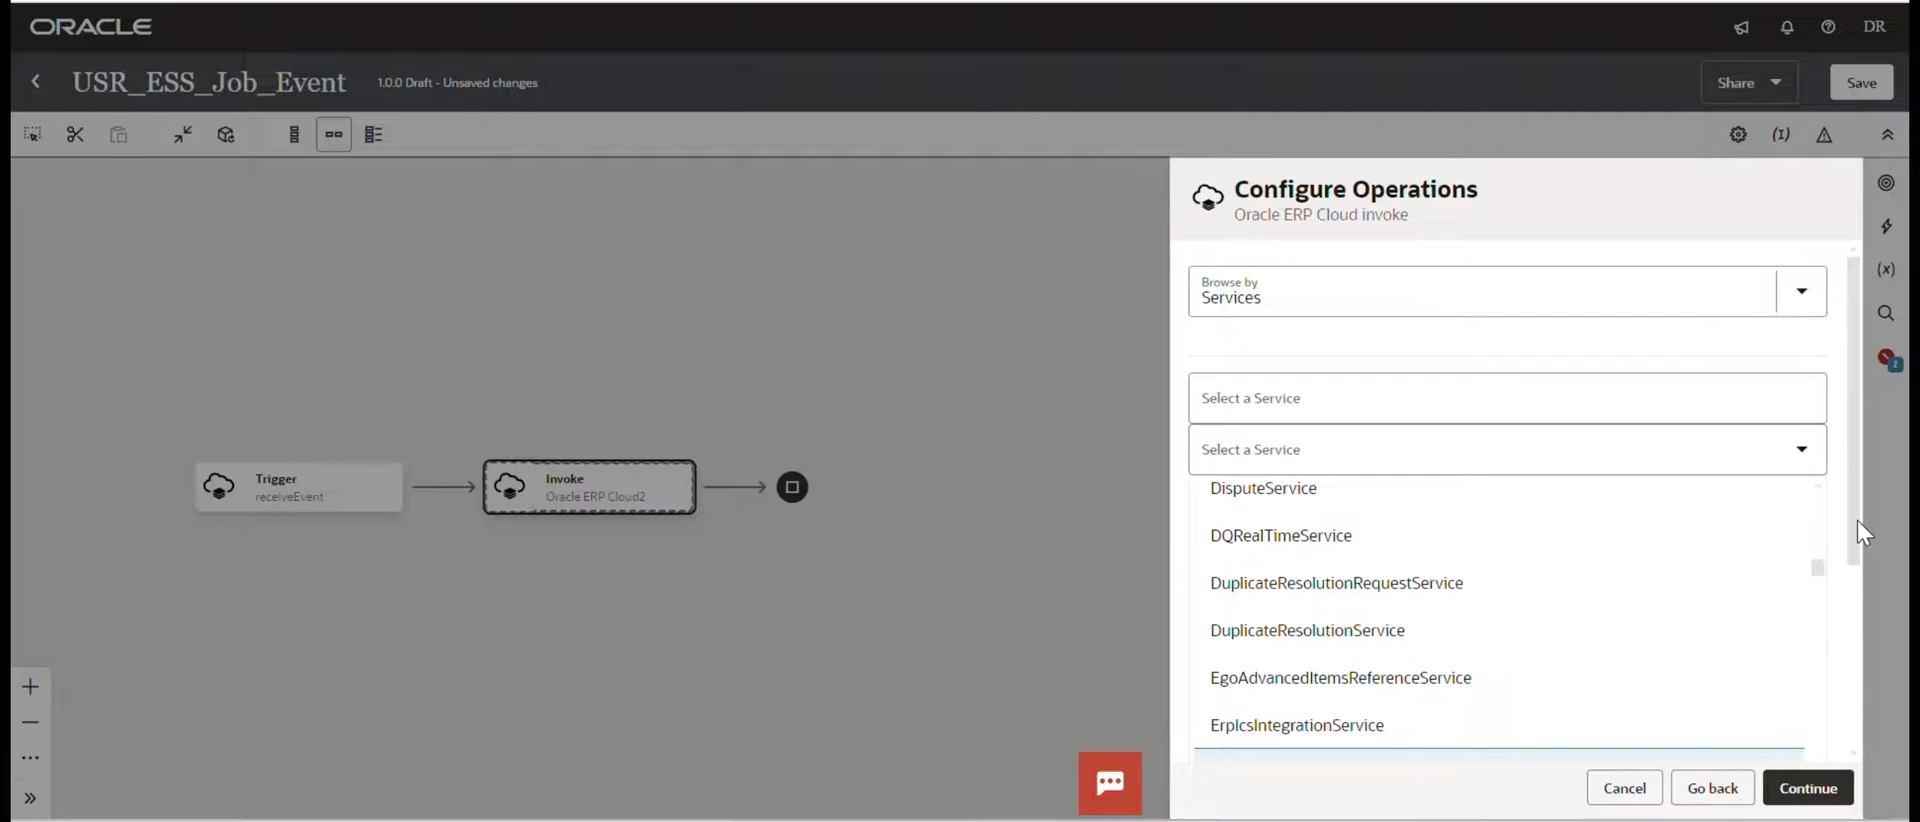 ORACLE
DR
USR_ESS_Job_Event
1.0.0 Draft - Unsaved changes
Share
Save
(I)
Configure Operations
Oracle ERP Cloud invoke
Browse by
Services
(x)
Select a Service
Select a Service
DisputeService
DQRealTimeService
DuplicateResolutionRequestService
DuplicateResolutionService
EgoAdvancedItemsReferenceService
ErpIcsIntegrationService
Trigger
receiveEvent
Invoke
Oracle ERP Cloud2
2
Cancel
Go back
Continue